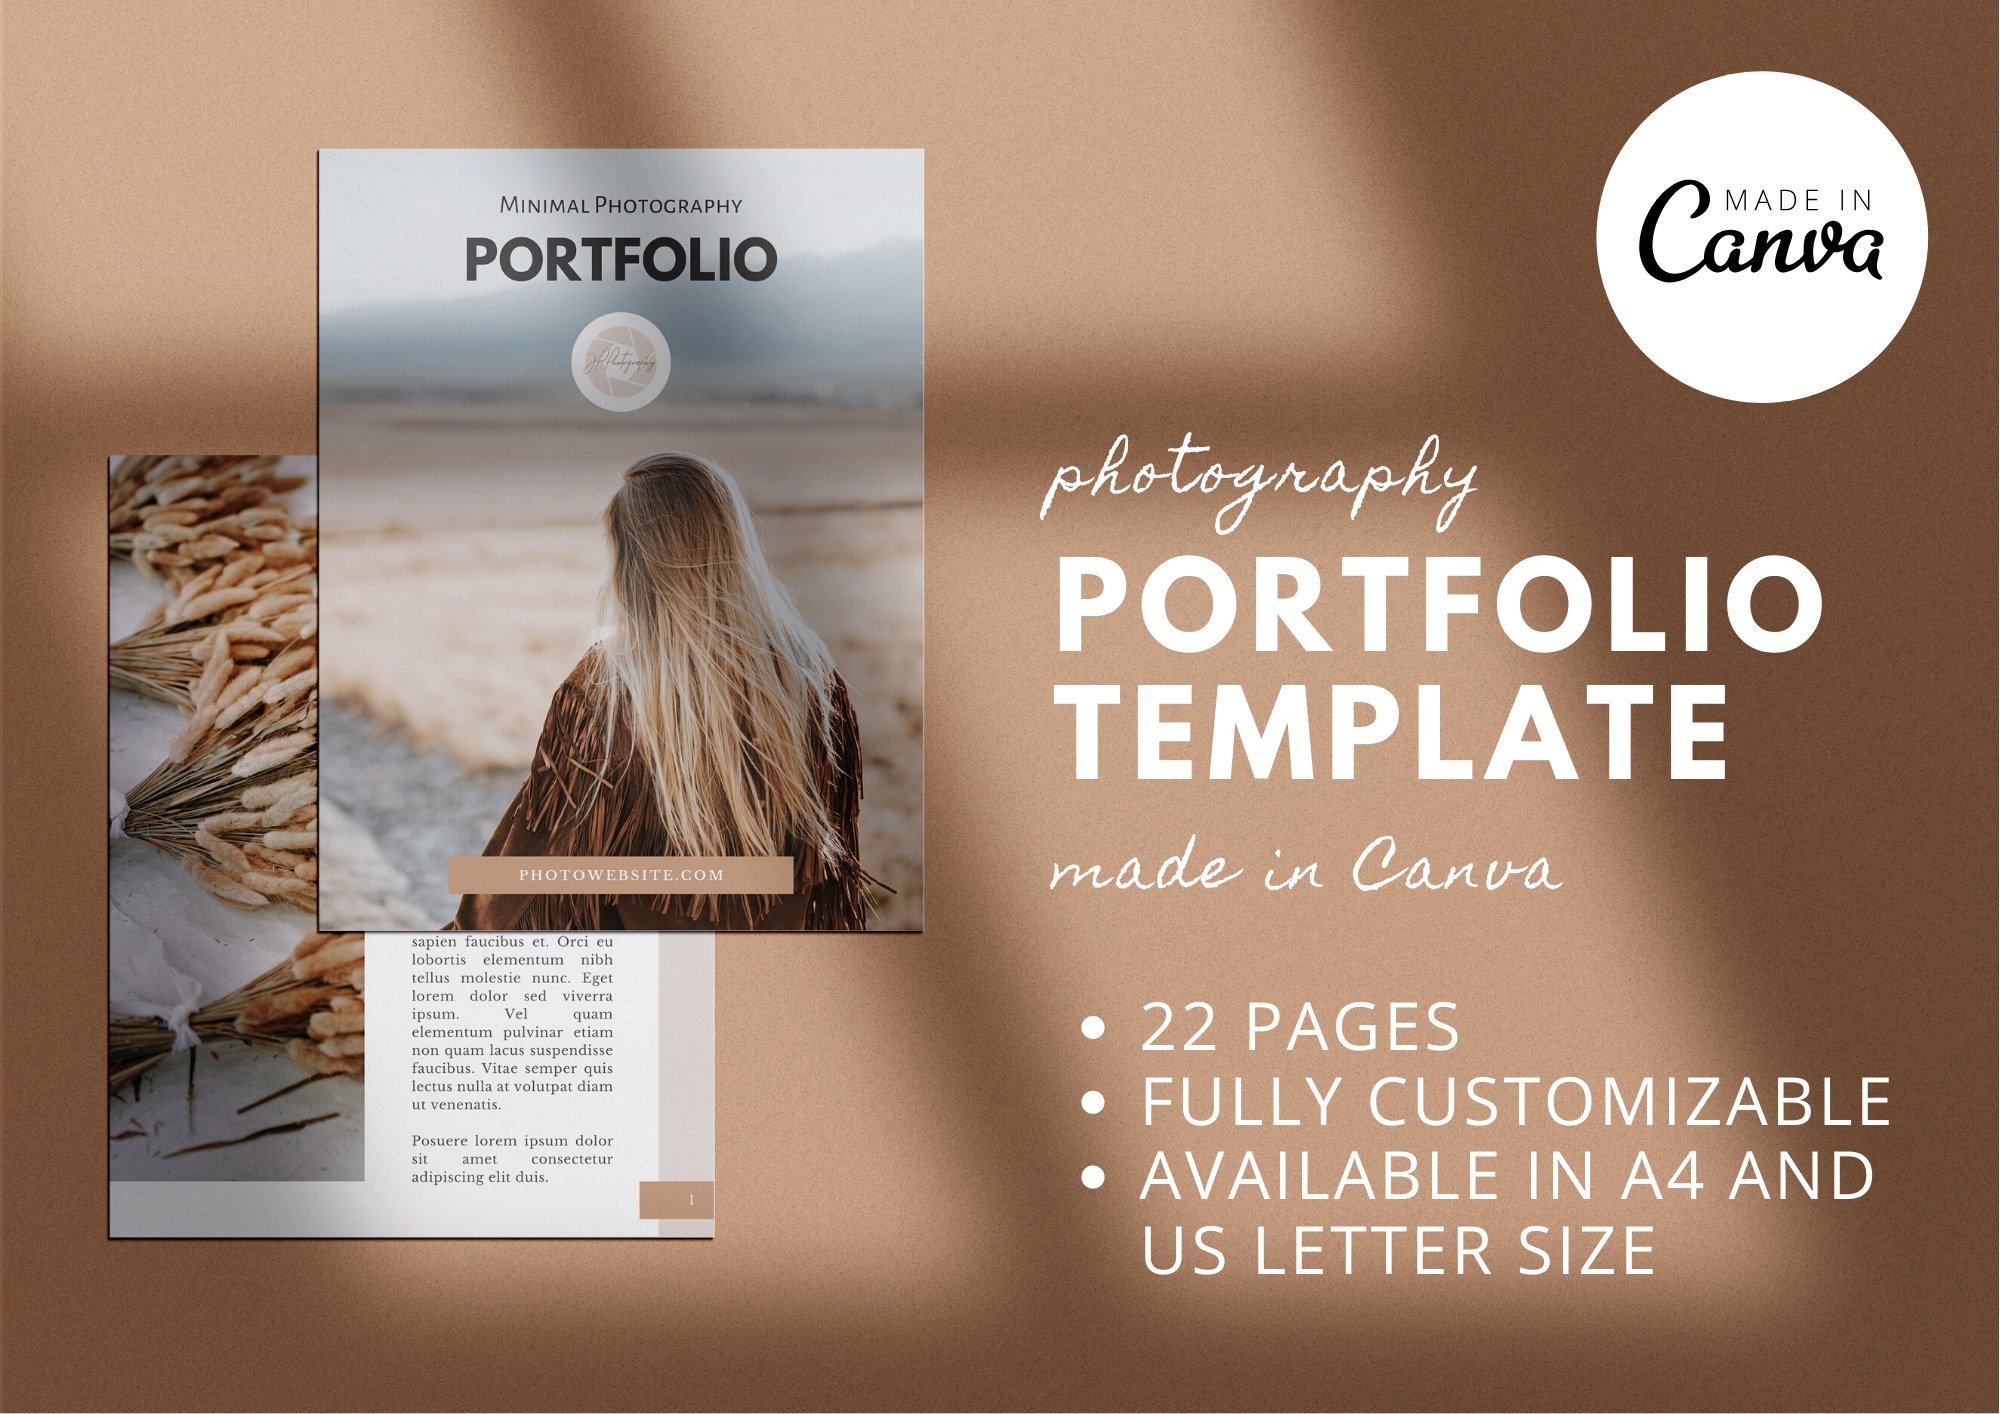 MINIMAL PHOTOGRAPHY
PORTFOLIO
JP Photography
PHOTOWEBSITE.COM
sapien faucibus et. Orci eu
lobortis elementum nibh
tellus molestie nunc. Eget
lorem dolor sed viverra
ipsum. Vel quam
elementum pulvinar etiam
non quam lacus suspendisse
faucibus. Vitae semper quis
lectus nulla at volutpat diam
ut venenatis.
Posuere lorem ipsum dolor
sit amet consectetur
adipiscing elit duis.
1
MADE IN
Canva
photography
PORTFOLIO
TEMPLATE
made in Canva
• 22 PAGES
• FULLY CUSTOMIZABLE
• AVAILABLE IN A4 AND
US LETTER SIZE